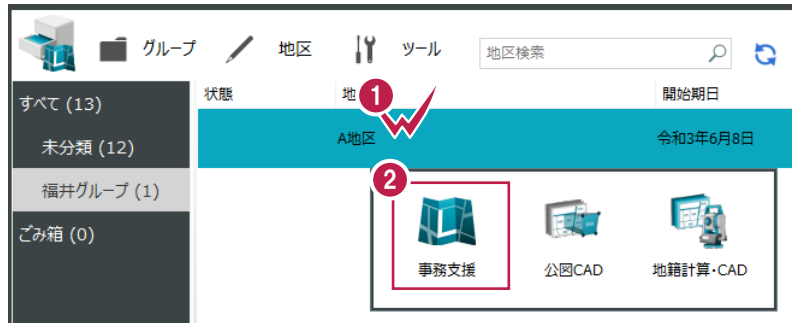 グループ 地区 ツール 地区検索
すべて (13)
未分類 (12)
福井グループ (1)
ごみ箱 (0)
状態 地 開始期日
1
A地区 令和3年6月8日
2
事務支援 公図CAD 地籍計算・CAD